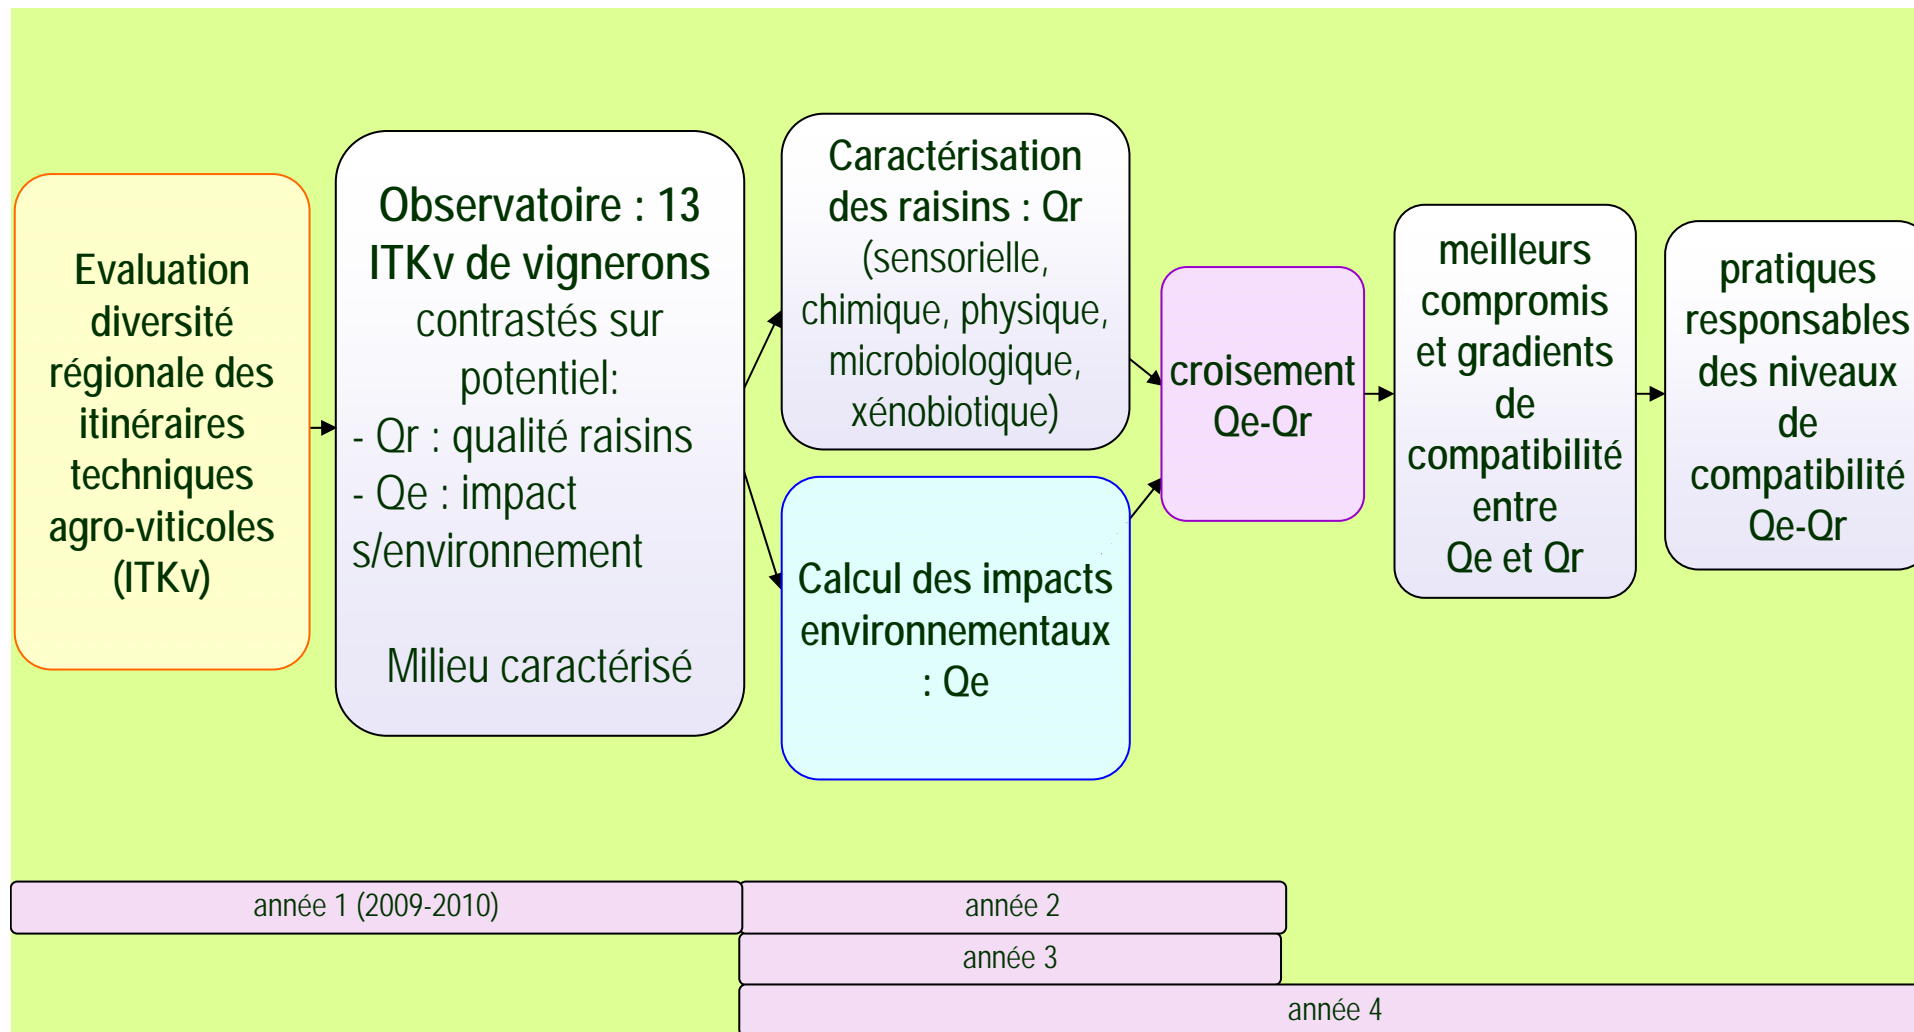 Evaluation
diversité
régionale des
itinéraires
techniques
agro-viticoles
(ITKv)
Observatoire : 13
ITKv de vignerons
contrastés sur
potentiel:
- Qr : qualité raisins
- Qe : impact
s/environnement
Milieu caractérisé
Caractérisation
des raisins : Qr
(sensorielle,
chimique, physique,
microbiologique,
xénobiotique)
Calcul des impacts
environnementaux
: Qe
croisement
Qe-Qr
meilleurs
compromis
et gradients
de
compatibilité
entre
Qe et Qr
pratiques
responsables
des niveaux
de
compatibilité
Qe-Qr
année 1 (2009-2010)
année 2
année 3
année 4